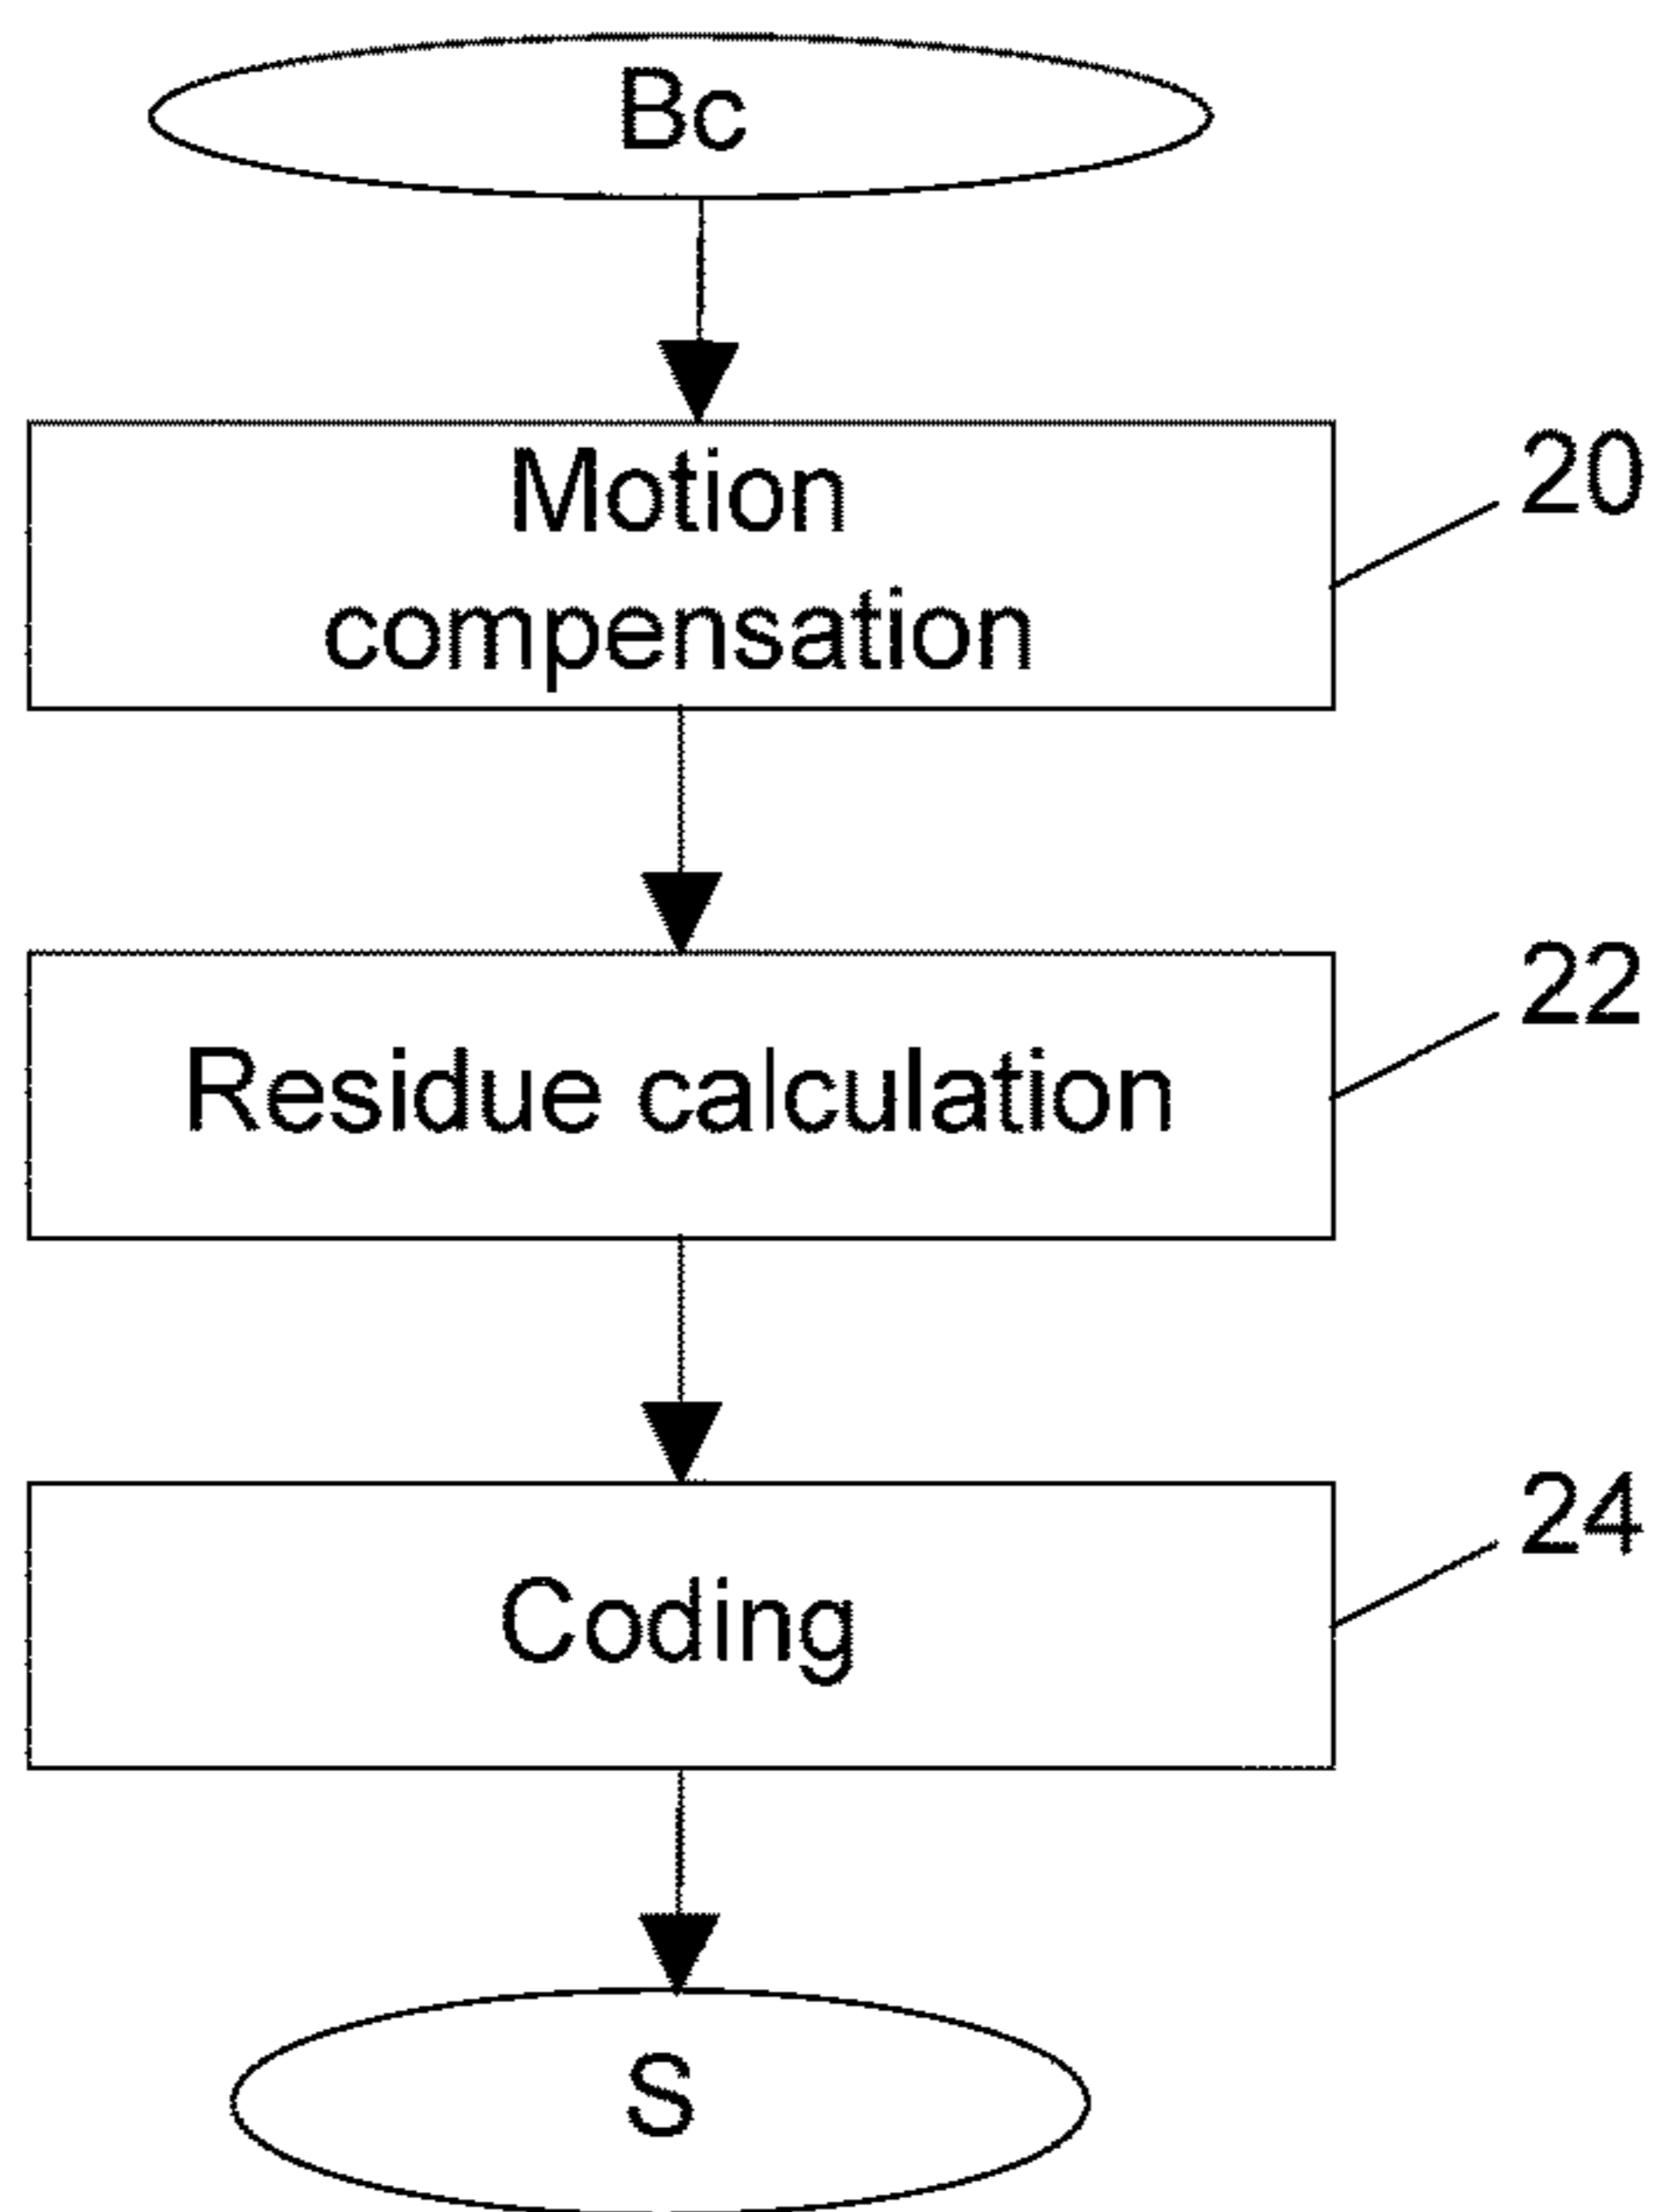 Bc
Motion
compensation
20
Residue calculation
22
Coding
24
S